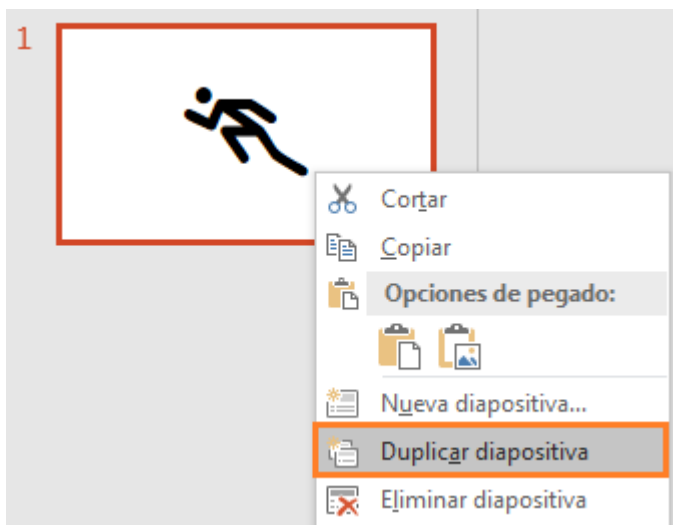 1
Cortar
Copiar
Opciones de pegado:
Nueva diapositiva...
Duplicar diapositiva
Eliminar diapositiva